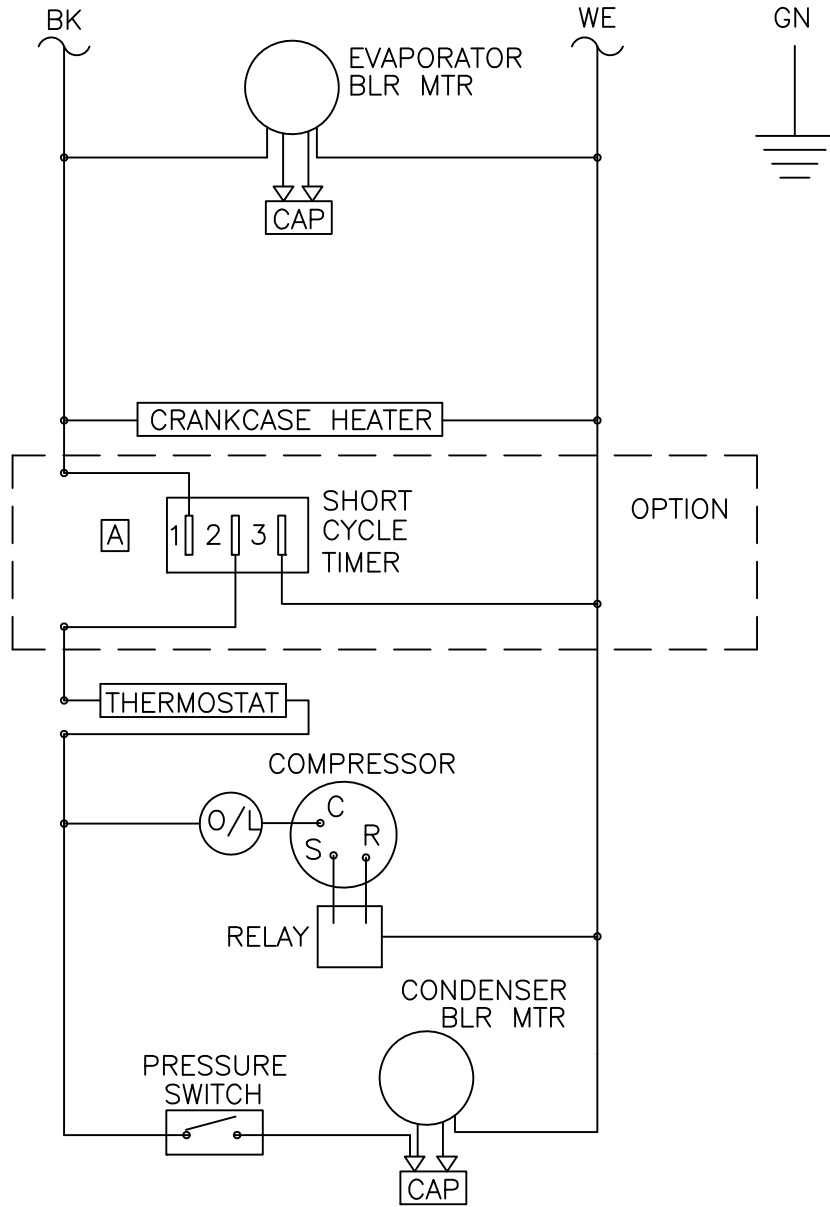 BK
WE
GN
EVAPORATOR
BLR MTR
CAP
CRANKCASE HEATER
A
1 2 3
SHORT
CYCLE
TIMER
OPTION
THERMOSTAT
COMPRESSOR
O/L
C
S
R
RELAY
CONDENSER
BLR MTR
PRESSURE
SWITCH
CAP